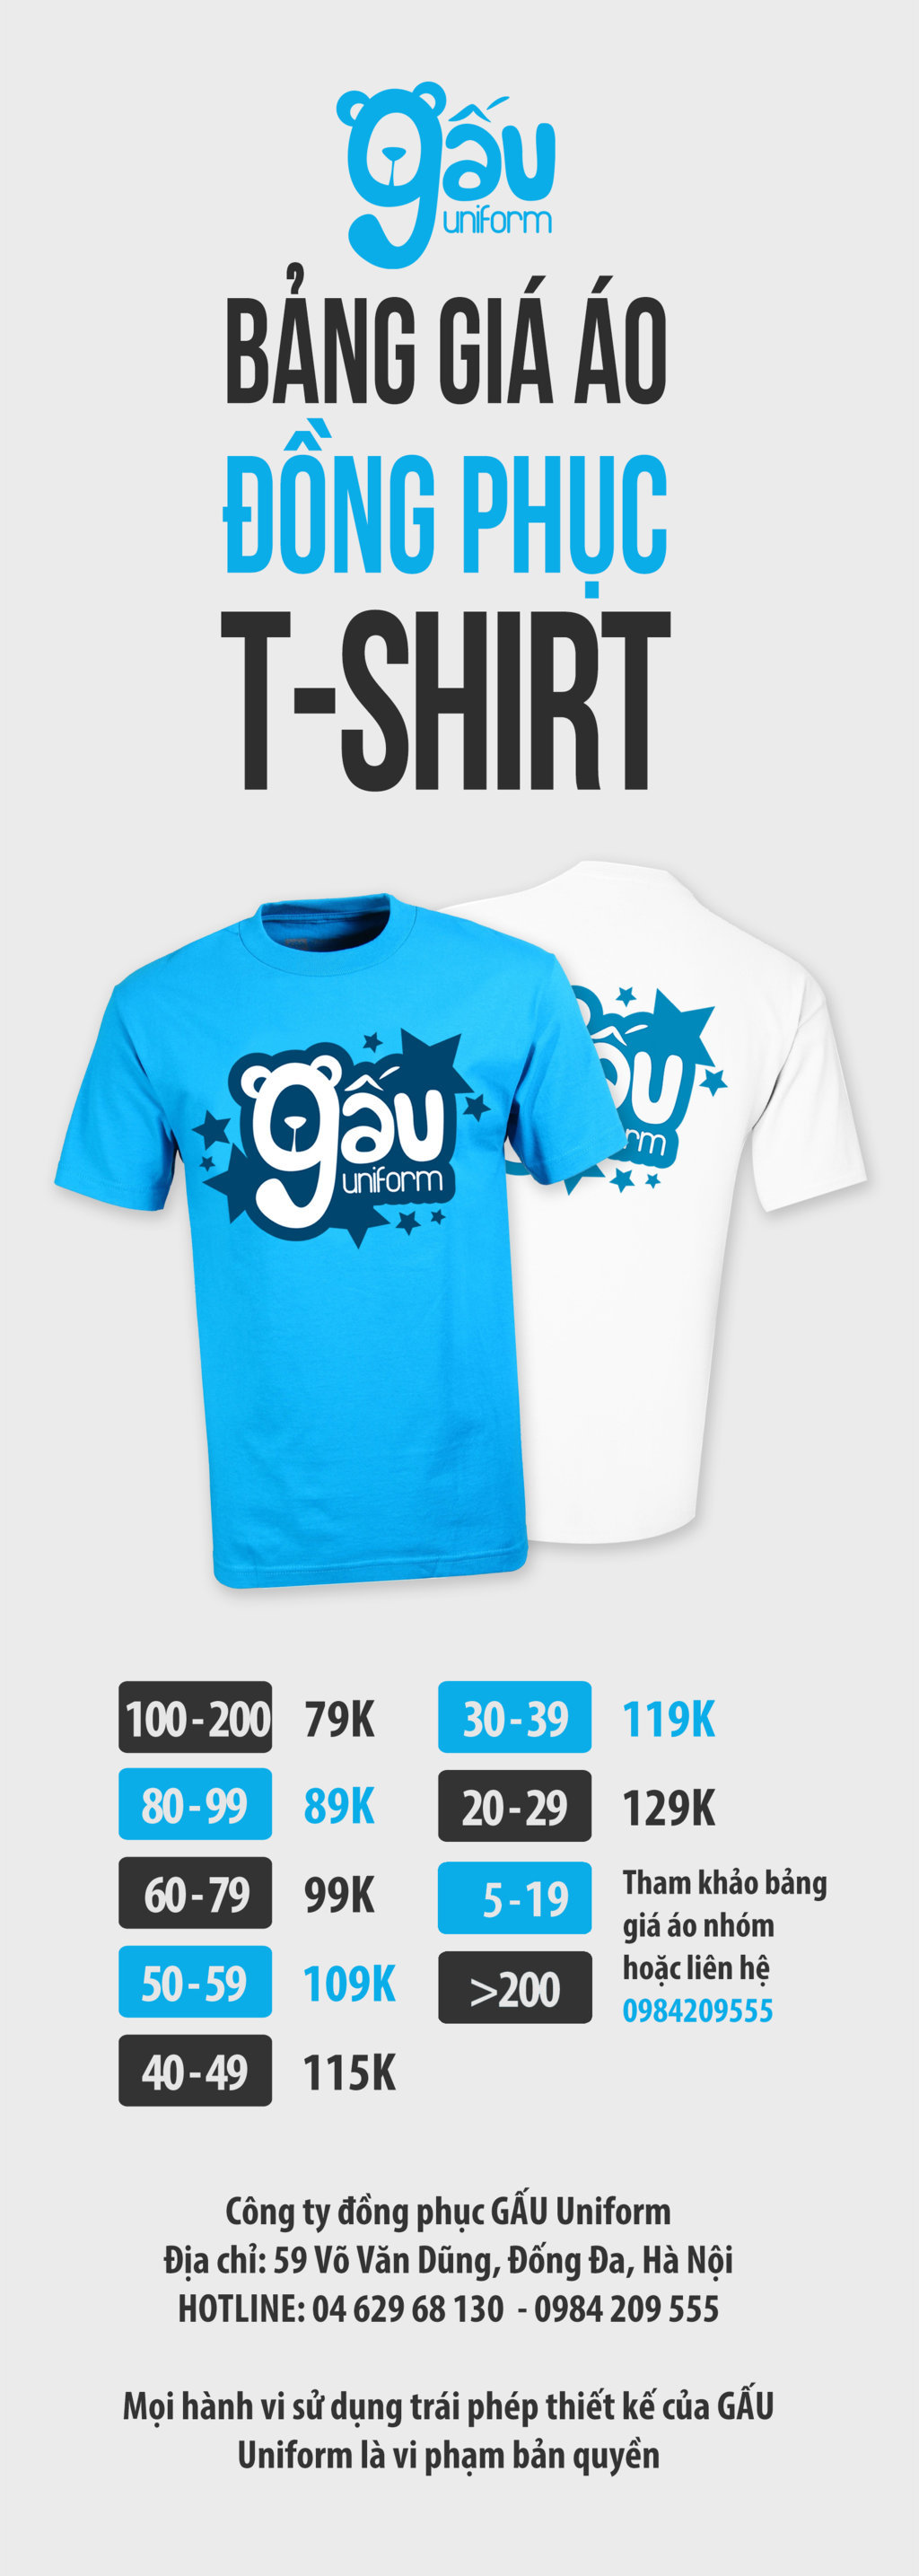 gấu
uniform
BẢNG GIÁ ÁO
ĐỒNG PHỤC
T-SHIRT
gấu
uniform
ấu
rm
100-200 79K
80-99 89K
60-79 99K
50-59 109K
40-49 115K
30-39 119K
20-29 129K
5-19
>200
Tham khảo bảng
giá áo nhóm
hoặc liên hệ
0984209555
Công ty đồng phục GẤU Uniform
Địa chỉ: 59 Võ Văn Dũng, Đống Đa, Hà Nội
HOTLINE: 04 629 68 130 - 0984 209 555
Mọi hành vi sử dụng trái phép thiết kế của GẤU
Uniform là vi phạm bản quyền